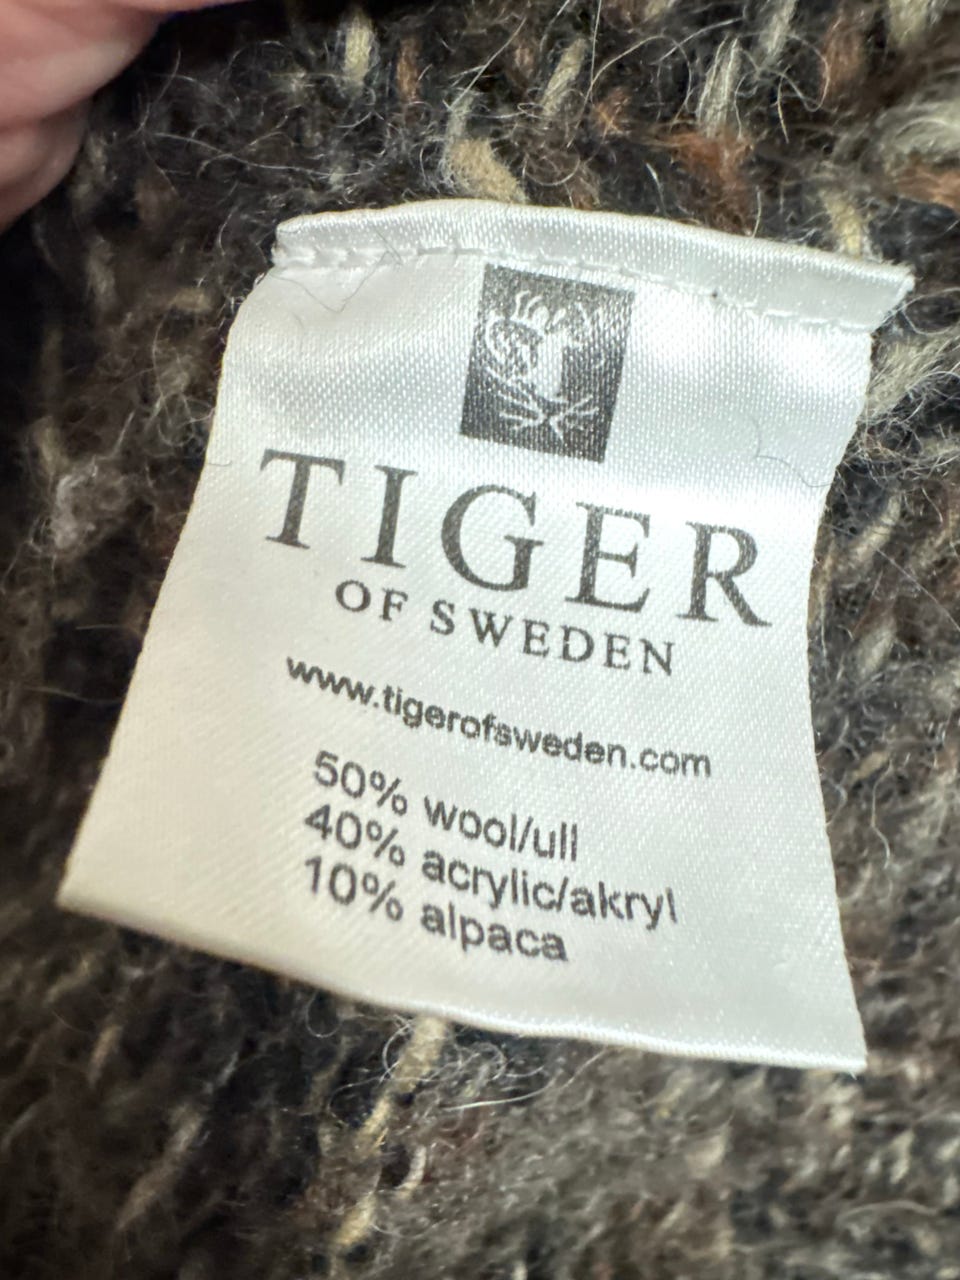 TIGER
OF SWEDEN
www.tigerofsweden.com
50% wool/ull
40% acrylic/akryl
10% alpaca